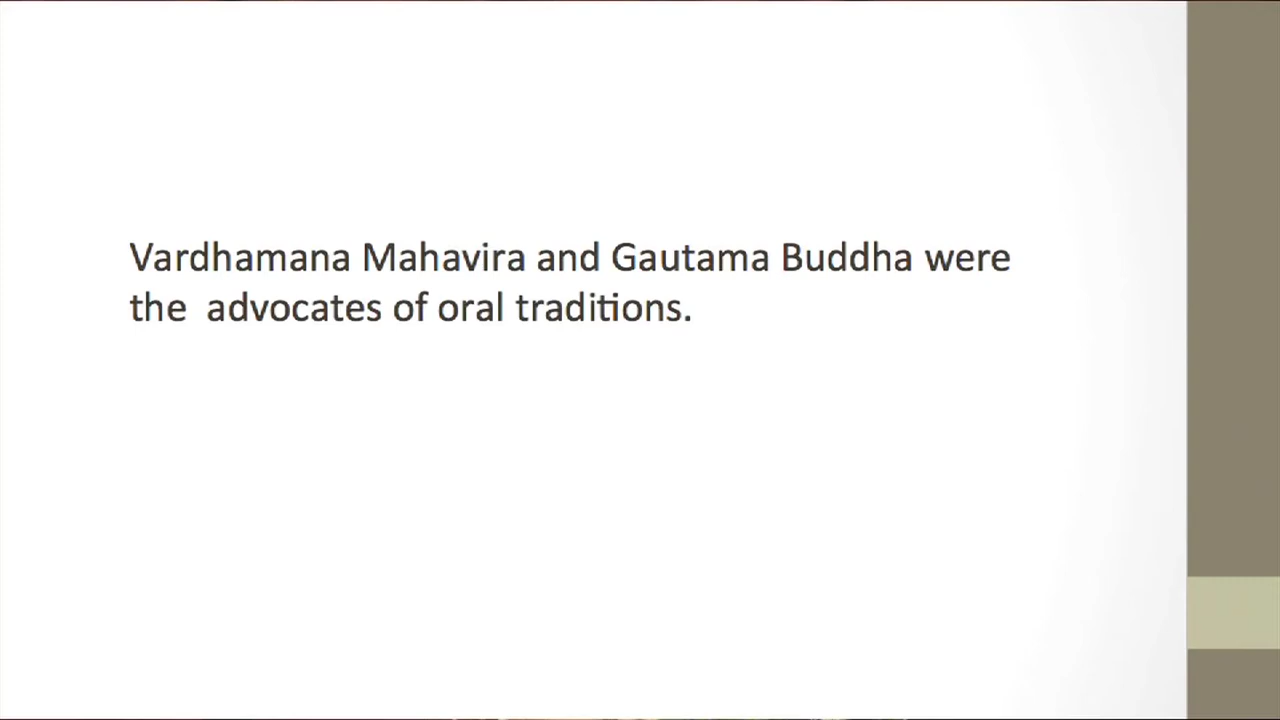 Vardhamana Mahavira and Gautama Buddha were
the  advocates of oral traditions.